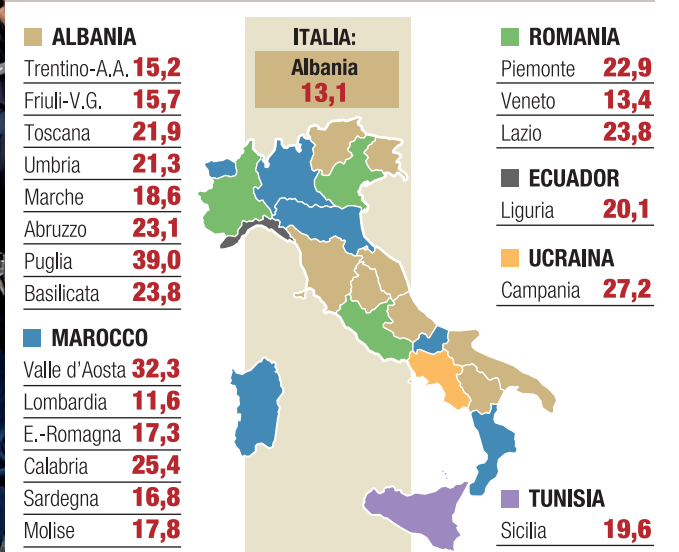 ALBANIA
Trentino-A.A. 15,2
Friuli-V.G. 15,7
Toscana 21,9
Umbria 21,3
Marche 18,6
Abruzzo 23,1
Puglia 39,0
Basilicata 23,8
MAROCCO
Valle d'Aosta 32,3
Lombardia 11,6
E.-Romagna 17,3
Calabria 25,4
Sardegna 16,8
Molise 17,8
ITALIA:
Albania
13,1
ROMANIA
Piemonte 22,9
Veneto 13,4
Lazio 23,8
ECUADOR
Liguria 20,1
UCRAINA
Campania 27,2
TUNISIA
Sicilia 19,6